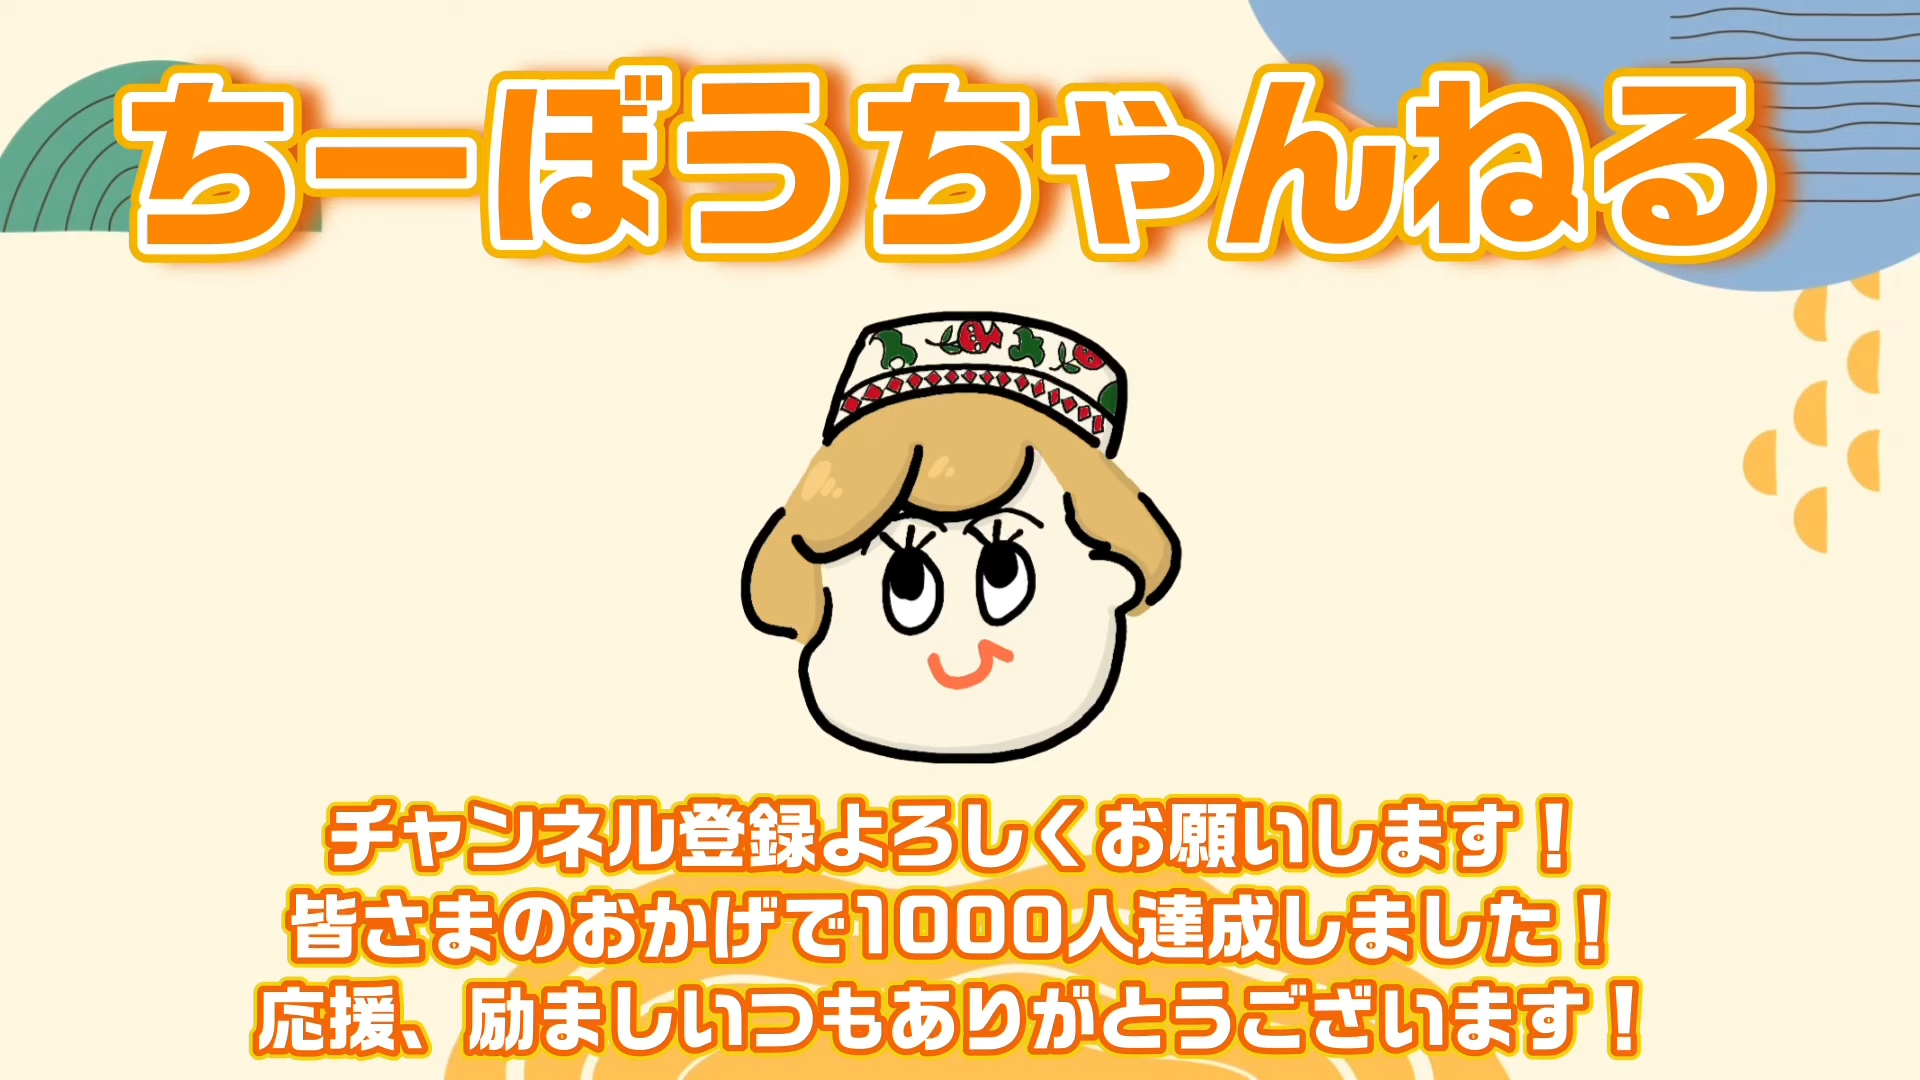 ちーぼうちゃんねる
チャンネル登録よろしくお願いします！
皆さまのおかげで1000人達成しました！
応援、励ましいつもありがとうございます！